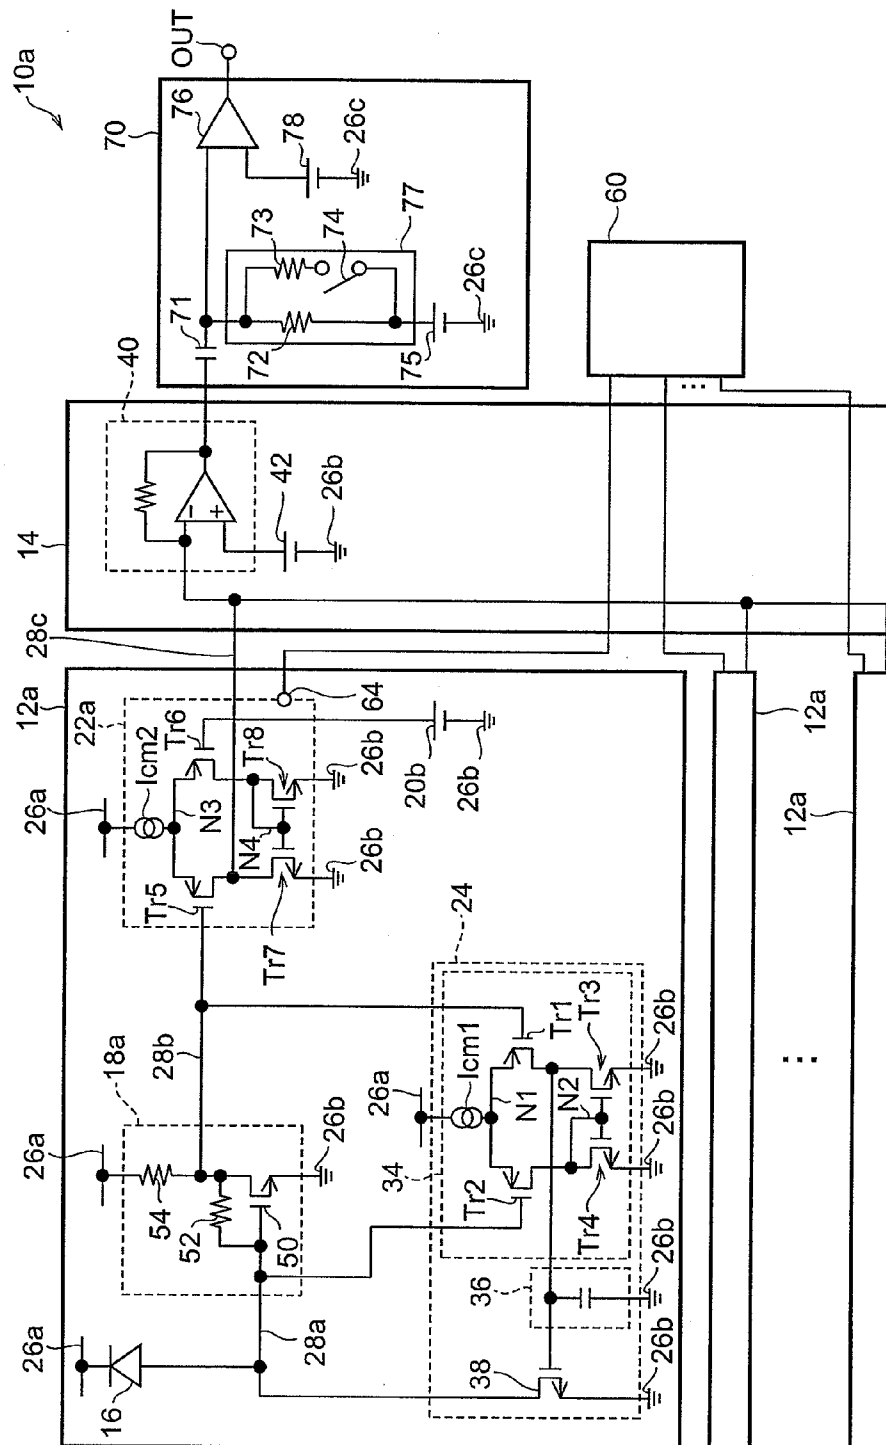 10a
OUT
70
76
78
26c
73
74
77
71
72
75
26c
60
40
14
42
26b
28c
12a
22a
64
26a
Icm2
Tr6
N3
Tr8
N4
26b
20b
26b
Tr5
Tr7
26b
12a
12a
24
28b
18a
26a
54
52
50
26b
34
26a
Icm1
Tr1
N1
Tr3
N2
26b
Tr2
Tr4
26b
36
26b
38
26b
28a
26a
16
− +
...
...